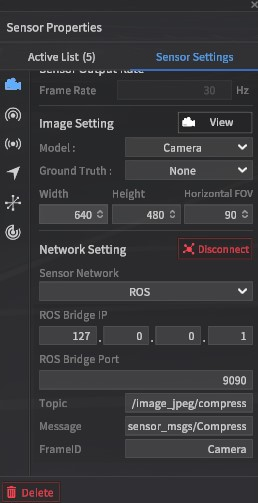 Sensor Properties
Active List (5) Sensor Settings
Sensor Output Rate
Frame Rate 30 Hz
Image Setting View
Model : Camera
Ground Truth : None
Width Height Horizontal FOV
640 480 90
Network Setting Disconnect
Sensor Network
ROS
ROS Bridge IP
127 . 0 . 0 . 1
ROS Bridge Port
9090
Topic /image_jpeg/compress
Message sensor_msgs/Compress
FrameID Camera
Delete